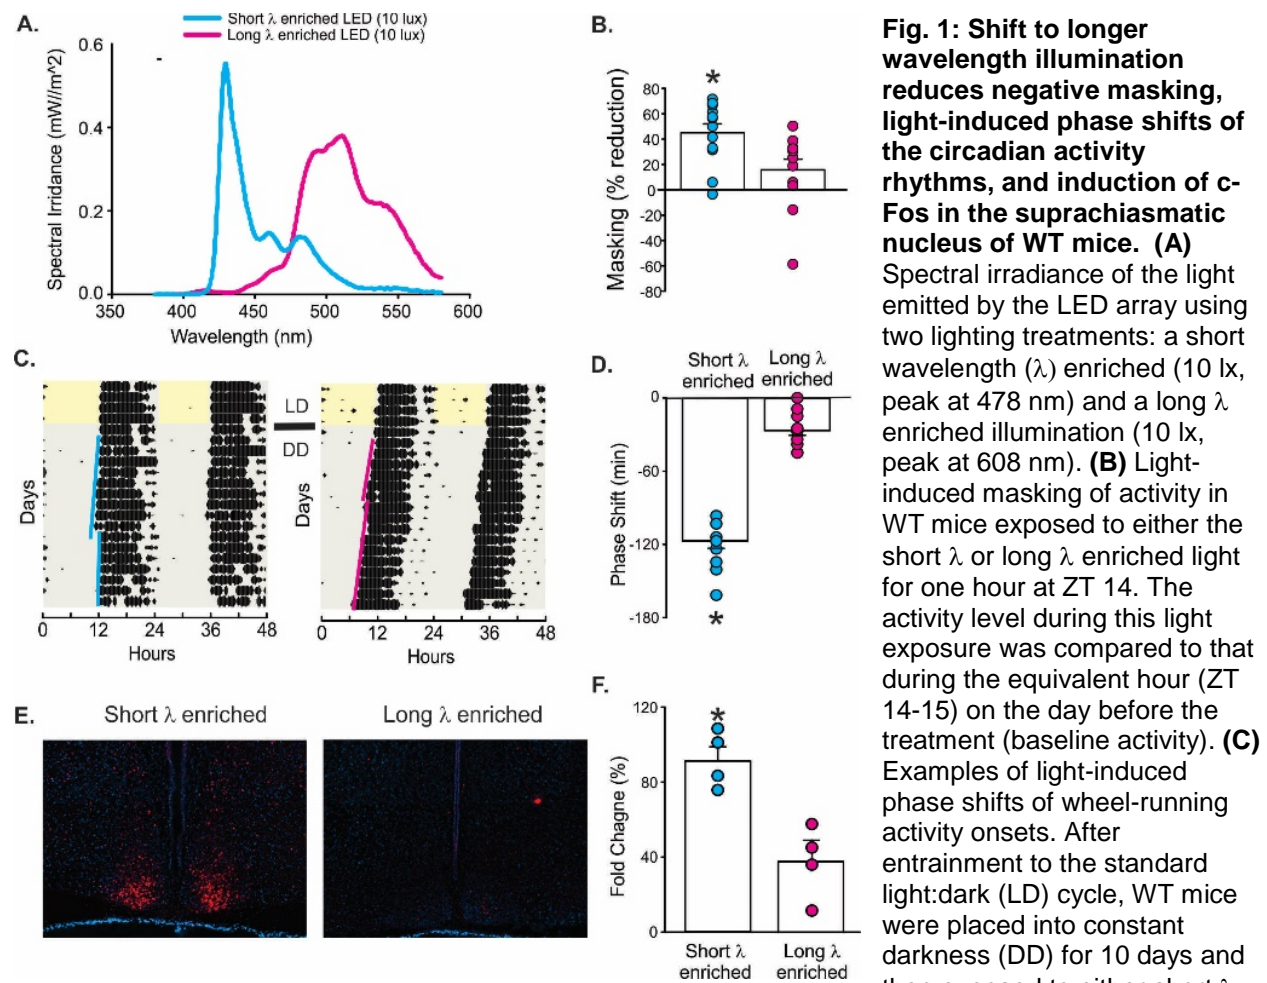 A.
Short λ enriched LED (10 lux)
Long λ enriched LED (10 lux)
Spectral Irridance (mW//m^2)
0.6
0.4
0.2
0.0
350 400 450 500 550 600
Wavelength (nm)
B.
*
Masking (% reduction)
80
60
40
20
0
-20
-40
-60
-80
C.
LD
DD
Days
Days
0 12 24 36 48
Hours
0 12 24 36 48
Hours
D.
Short λ
enriched
Long λ
enriched
Phase Shift (min)
0
-60
-120
-180
*
E.
Short λ enriched
Long λ enriched
F.
*
Fold Chagne (%)
120
80
40
0
Short λ
enriched
Long λ
enriched
Fig. 1: Shift to longer
wavelength illumination
reduces negative masking,
light-induced phase shifts of
the circadian activity
rhythms, and induction of c-
Fos in the suprachiasmatic
nucleus of WT mice. (A)
Spectral irradiance of the light
emitted by the LED array using
two lighting treatments: a short
wavelength (λ) enriched (10 lx,
peak at 478 nm) and a long λ
enriched illumination (10 lx,
peak at 608 nm). (B) Light-
induced masking of activity in
WT mice exposed to either the
short λ or long λ enriched light
for one hour at ZT 14. The
activity level during this light
exposure was compared to that
during the equivalent hour (ZT
14-15) on the day before the
treatment (baseline activity). (C)
Examples of light-induced
phase shifts of wheel-running
activity onsets. After
entrainment to the standard
light:dark (LD) cycle, WT mice
were placed into constant
darkness (DD) for 10 days and